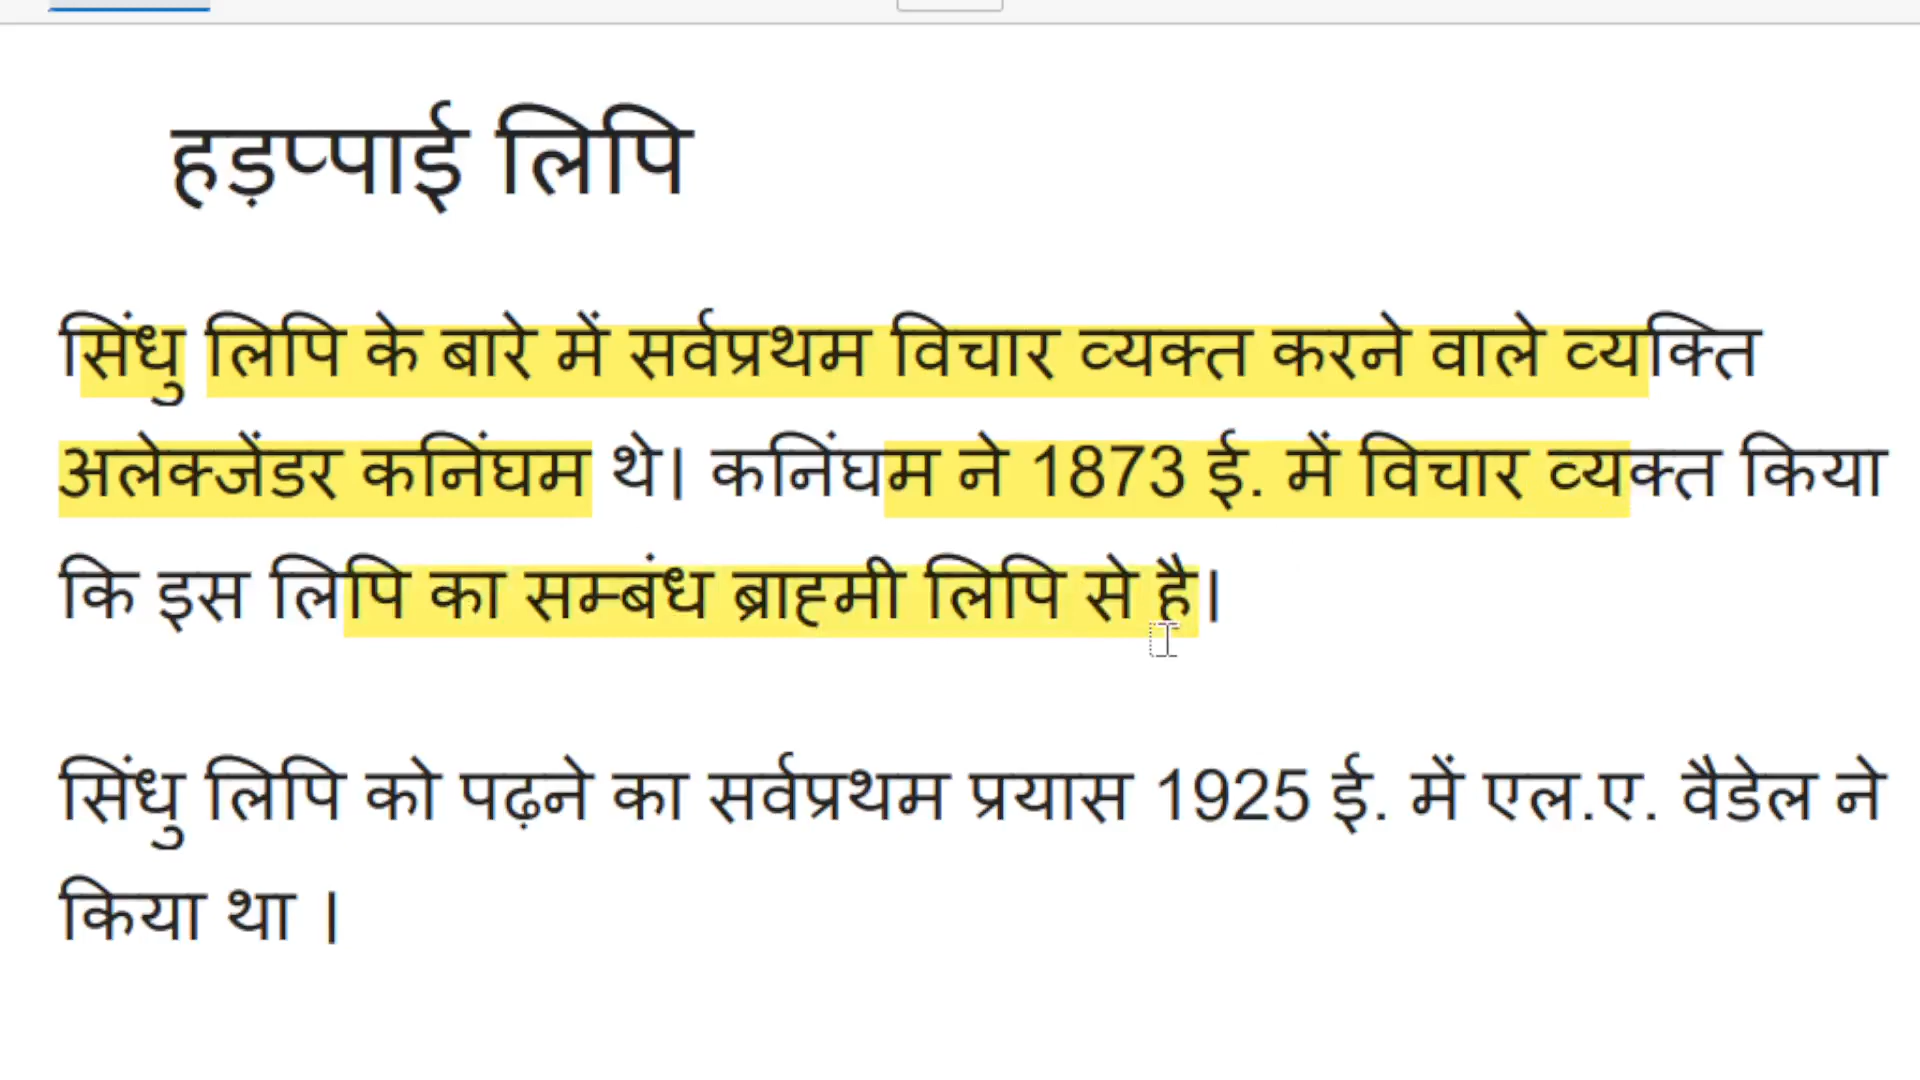 हड़प्पाई लिपि
सिंधु लिपि के बारे में सर्वप्रथम विचार व्यक्त करने वाले व्यक्ति
अलेक्जेंडर कनिंघम थे। कनिंघम ने 1873 ई. में विचार व्यक्त किया
कि इस लिपि का सम्बंध ब्राह्मी लिपि से है।
सिंधु लिपि को पढ़ने का सर्वप्रथम प्रयास 1925 ई. में एल.ए. वैडेल ने
किया था ।